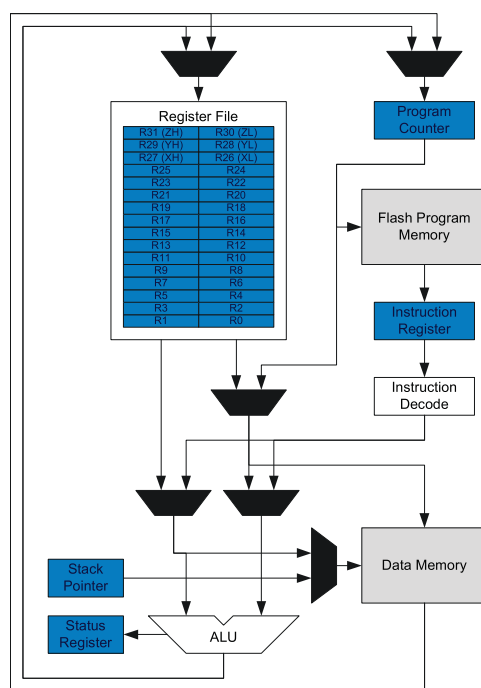 Register File
R31 (ZH) R30 (ZL)
R29 (YH) R28 (YL)
R27 (XH) R26 (XL)
R25 R24
R23 R22
R21 R20
R19 R18
R17 R16
R15 R14
R13 R12
R11 R10
R9 R8
R7 R6
R5 R4
R3 R2
R1 R0
Program
Counter
Flash Program
Memory
Instruction
Register
Instruction
Decode
Data Memory
Stack
Pointer
Status
Register
ALU